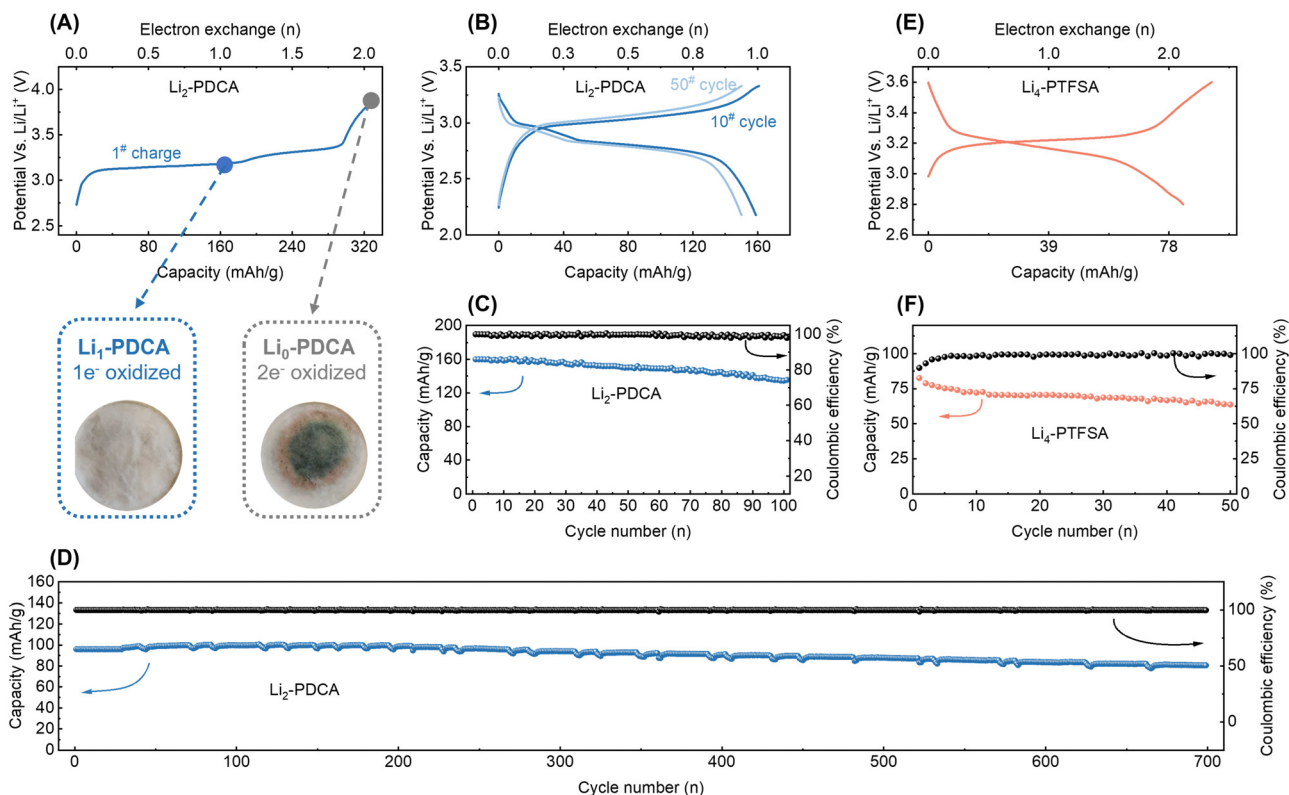 (A)
Electron exchange (n)
0.0 0.5 1.0 1.5 2.0
Li₂-PDCA
1# charge
Potential Vs. Li/Li⁺ (V)
4.0
3.5
3.0
2.5
0 80 160 240 320
Capacity (mAh/g)
Li₁-PDCA
1e⁻ oxidized
Li₀-PDCA
2e⁻ oxidized
(B)
Electron exchange (n)
0.0 0.3 0.5 0.8 1.0
Li₂-PDCA
50# cycle
10# cycle
Potential Vs. Li/Li⁺ (V)
3.5
3.0
2.5
2.0
0 40 80 120 160
Capacity (mAh/g)
(E)
Electron exchange (n)
0.0 1.0 2.0
Li₄-PTFSA
Potential Vs. Li/Li⁺ (V)
3.6
3.4
3.2
3.0
2.8
2.6
0 39 78
Capacity (mAh/g)
(C)
Capacity (mAh/g)
200
160
120
80
40
0
Li₂-PDCA
100
80
60
40
20
Coulombic efficiency (%)
0 10 20 30 40 50 60 70 80 90 100
Cycle number (n)
(F)
Capacity (mAh/g)
100
75
50
25
0
Li₄-PTFSA
100
75
50
25
0
Coulombic efficiency (%)
0 10 20 30 40 50
Cycle number (n)
(D)
Capacity (mAh/g)
160
140
120
100
80
60
40
20
0
Li₂-PDCA
100
50
0
Coulombic efficiency (%)
0 100 200 300 400 500 600 700
Cycle number (n)